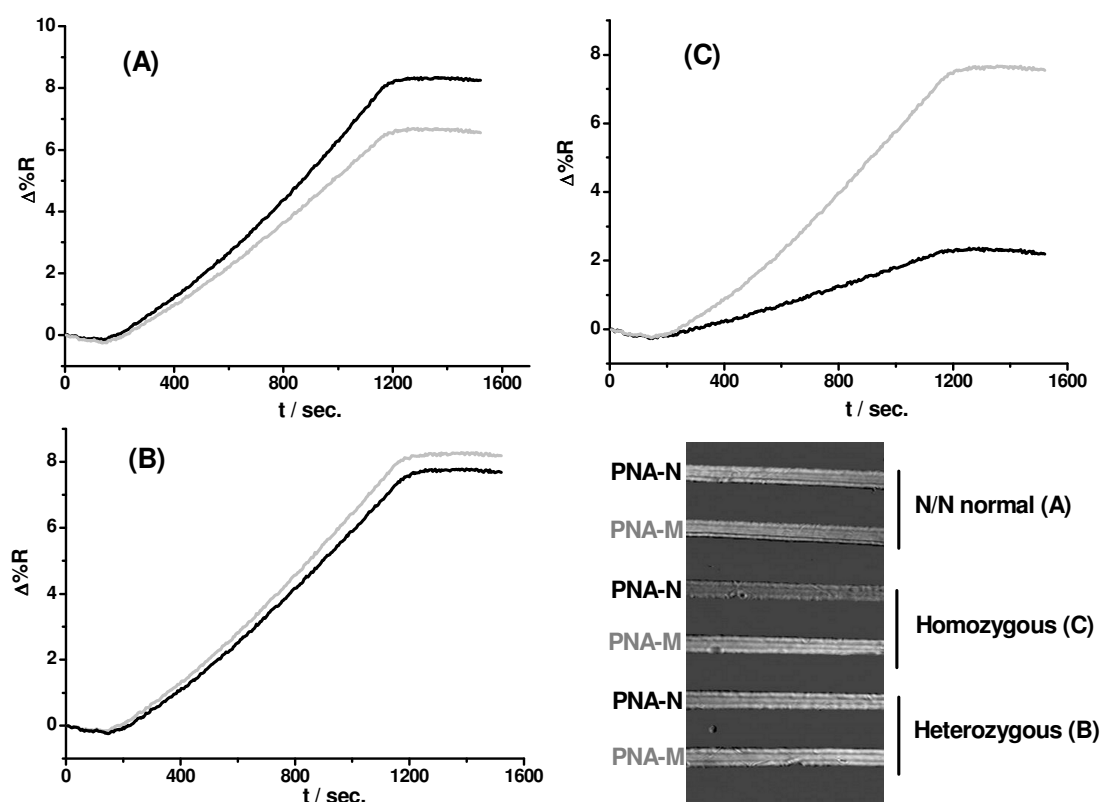 (A)
Δ%R
10
8
6
4
2
0
0 400 800 1200 1600
t / sec.
(C)
Δ%R
8
6
4
2
0
0 400 800 1200 1600
t / sec.
(B)
Δ%R
8
6
4
2
0
0 400 800 1200 1600
t / sec.
PNA-N
PNA-M
N/N normal (A)
PNA-N
PNA-M
Homozygous (C)
PNA-N
PNA-M
Heterozygous (B)